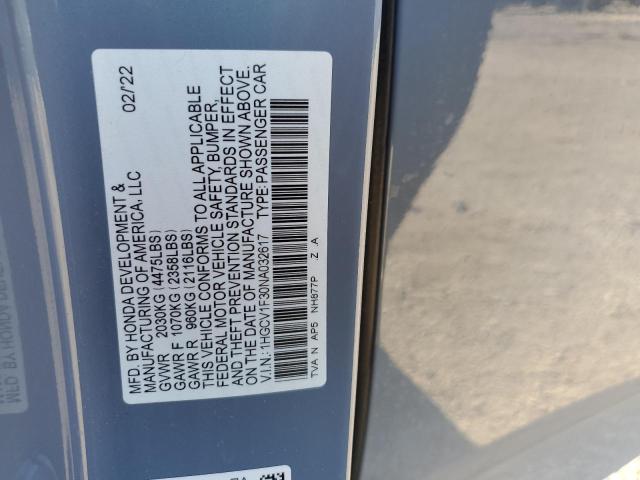 MFD. BY HONDA DEVELOPMENT & 02/22
MANUFACTURING OF AMERICA, LLC
GVWR 2030KG (4475LBS)
GAWR F 1070KG (2358LBS)
GAWR R 960KG (2116LBS)
THIS VEHICLE CONFORMS TO ALL APPLICABLE
FEDERAL MOTOR VEHICLE SAFETY, BUMPER,
AND THEFT PREVENTION STANDARDS IN EFFECT
ON THE DATE OF MANUFACTURE SHOWN ABOVE.
V.I.N.: 1HGCV1F30NA032617 TYPE: PASSENGER CAR
TVA N AP5 NH877P Z A